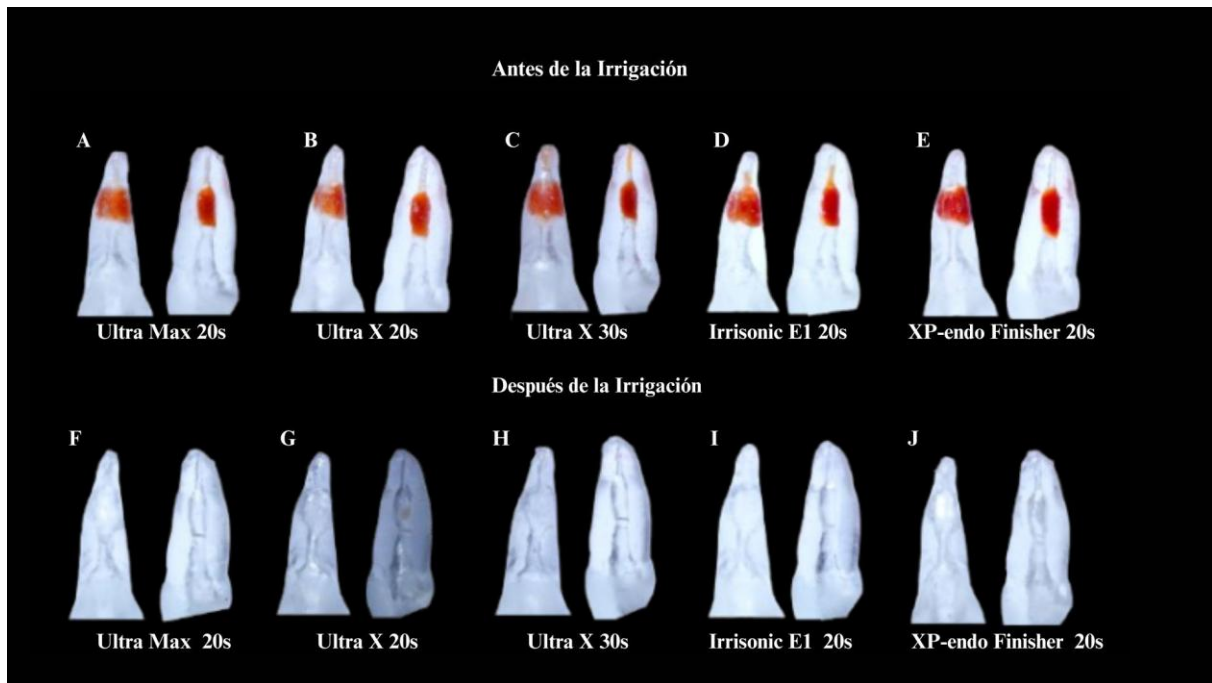 Antes de la Irrigación
A B C D E
Ultra Max 20s Ultra X 20s Ultra X 30s Irrisonic E1 20s XP-endo Finisher 20s
Después de la Irrigación
F G H I J
Ultra Max 20s Ultra X 20s Ultra X 30s Irrisonic E1 20s XP-endo Finisher 20s